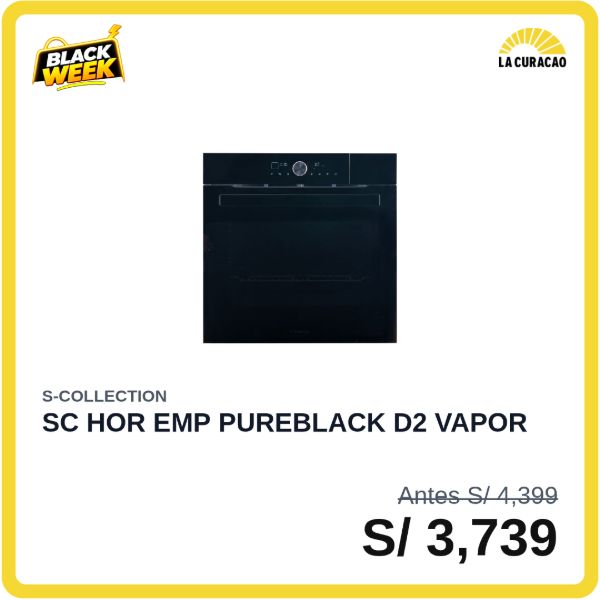 BLACK
WEEK
LA CURACAO
S-COLLECTION
SC HOR EMP PUREBLACK D2 VAPOR
Antes S/ 4,399
S/ 3,739